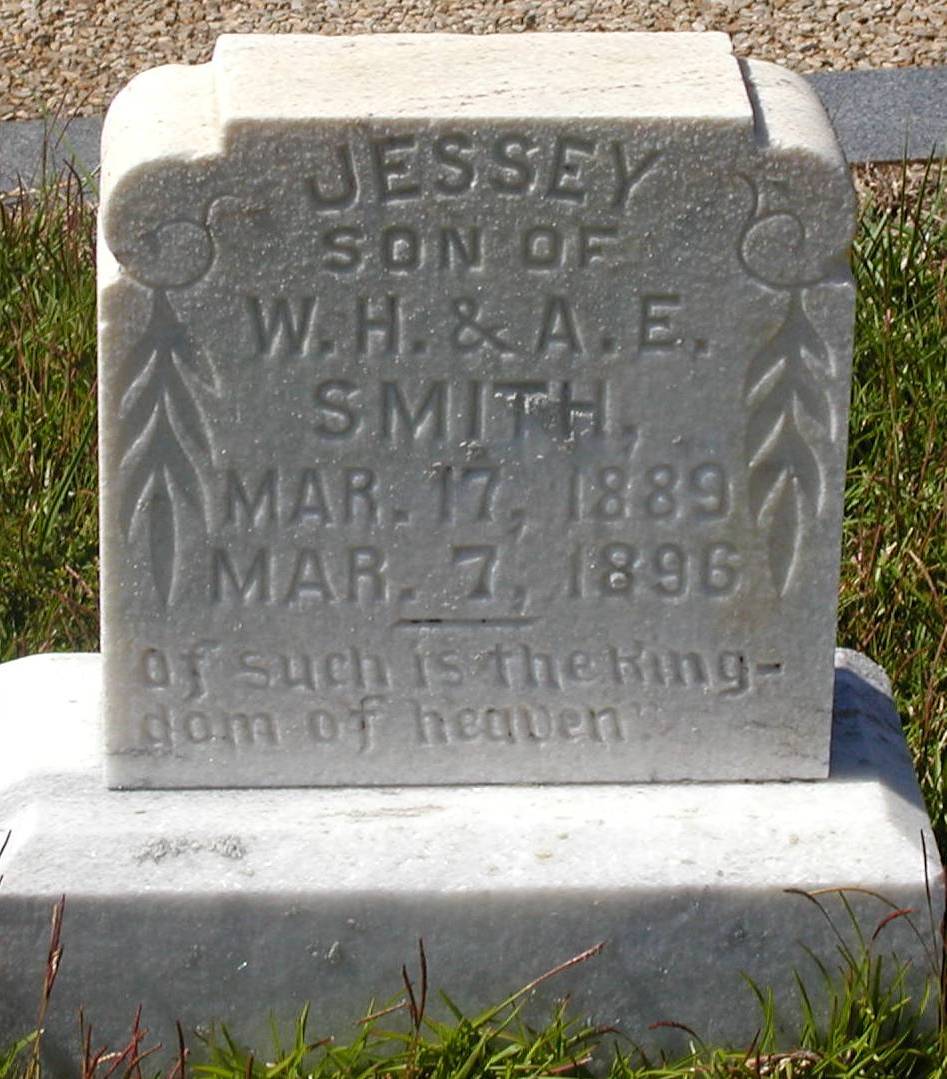 JESSEY
SON OF
W. H. & A. E.
SMITH,
MAR. 17, 1889
MAR. 7, 1896
of such is the King-
dom of heaven"